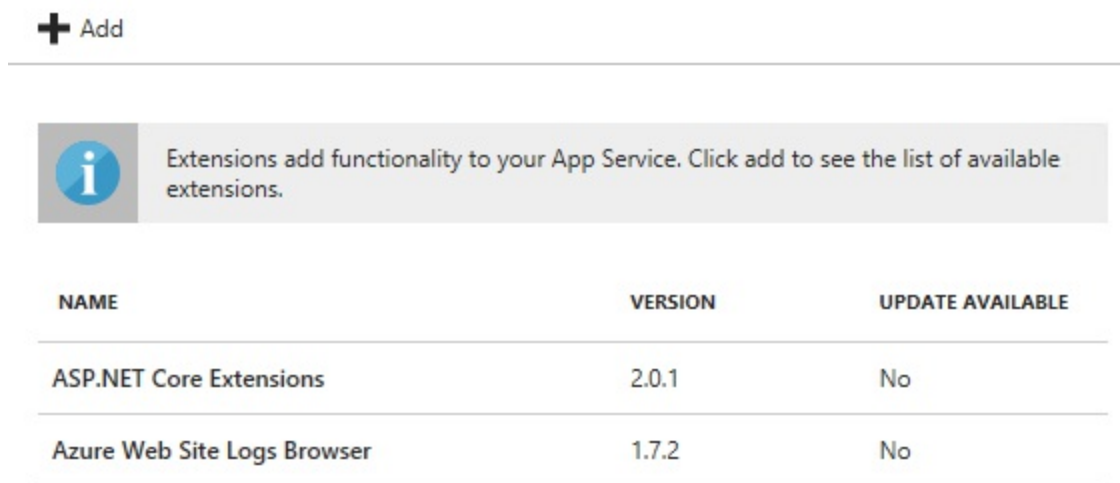 Add
Extensions add functionality to your App Service. Click add to see the list of available
extensions.
NAME VERSION UPDATE AVAILABLE
ASP.NET Core Extensions 2.0.1 No
Azure Web Site Logs Browser 1.7.2 No